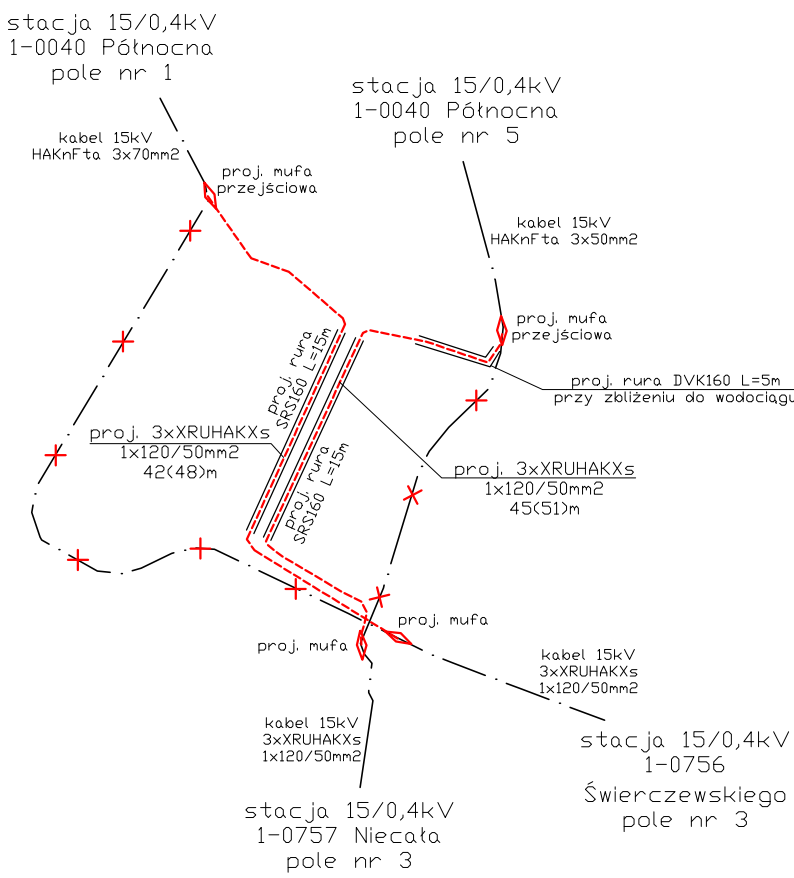 stacja 15/0,4kV
1-0040 Północna
pole nr 1
stacja 15/0,4kV
1-0040 Północna
pole nr 5
kabel 15kV
HAKnFta 3x70mm2
proj. mufa
przejściowa
kabel 15kV
HAKnFta 3x50mm2
proj. mufa
przejściowa
proj. rura
SRS160 L=15m
proj. rura DVK160 L=5m
przy zbliżeniu do wodociągu
proj. 3xXRUHAKXs
1x120/50mm2
42(48)m
proj. rura
SRS160 L=15m
proj. 3xXRUHAKXs
1x120/50mm2
45(51)m
proj. mufa
proj. mufa
kabel 15kV
3xXRUHAKXs
1x120/50mm2
kabel 15kV
3xXRUHAKXs
1x120/50mm2
stacja 15/0,4kV
1-0756
Świerczewskiego
pole nr 3
stacja 15/0,4kV
1-0757 Niecała
pole nr 3